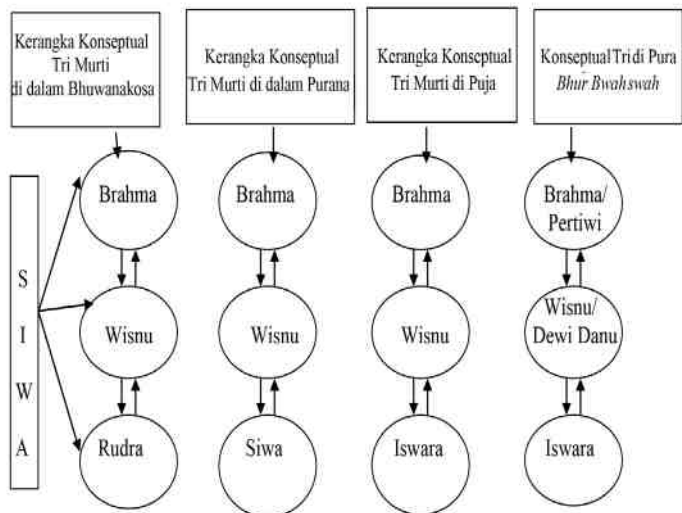 Kerangka Konseptual
Tri Murti
di dalam Bhuwanakosa
Kerangka Konseptual
Tri Murti di dalam Purana
Kerangka Konseptual
Tri Murti di Puja
Konseptual Tri di Pura
Bhur Bwahswah
S
I
W
A
Brahma
Wisnu
Rudra
Brahma
Wisnu
Siwa
Brahma
Wisnu
Iswara
Brahma/
Pertiwi
Wisnu/
Dewi Danu
Iswara